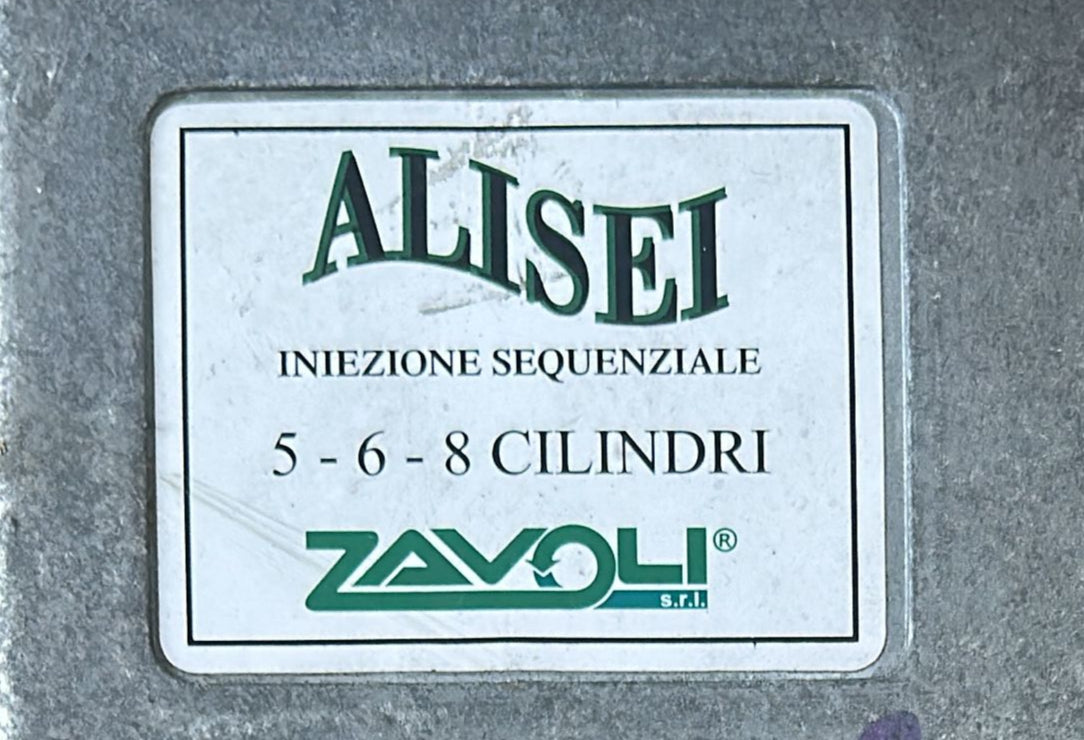 ALISEI
INIEZIONE SEQUENZIALE
5 - 6 - 8 CILINDRI
ZAVOLI®
s.r.l.